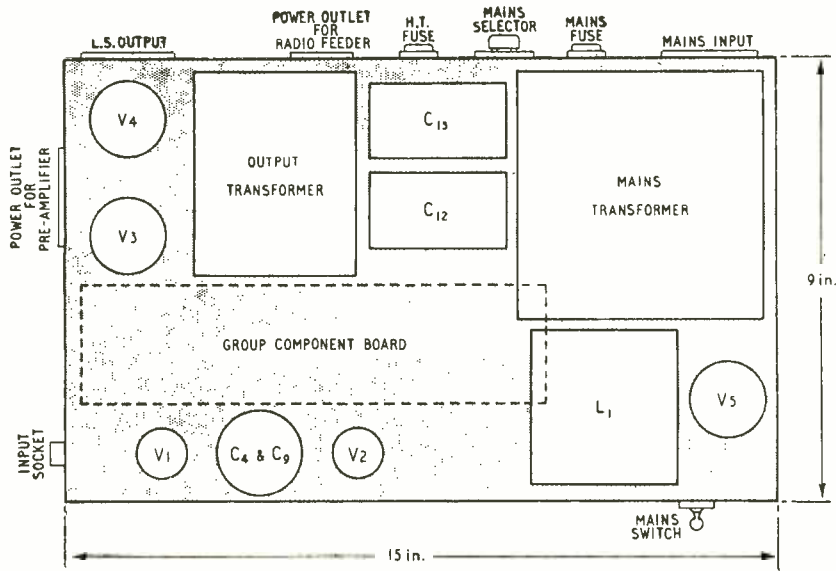 L.S. OUTPUT
POWER OUTLET
FOR
RADIO FEEDER
H.T.
FUSE
MAINS
SELECTOR
MAINS
FUSE
MAINS INPUT
V4
OUTPUT
TRANSFORMER
C15
C12
MAINS
TRANSFORMER
POWER OUTLET
FOR
PRE-AMPLIFIER
V3
9 in.
GROUP COMPONENT BOARD
L1
V5
INPUT
SOCKET
V1
C4 & C9
V2
MAINS
SWITCH
15 in.